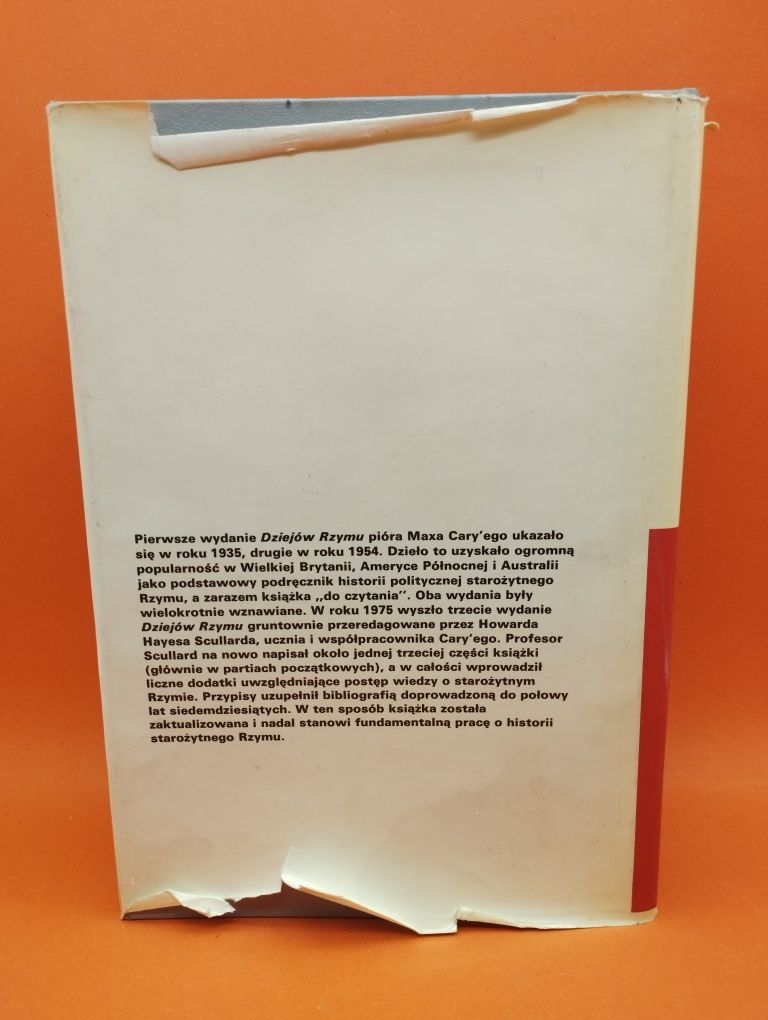 Pierwsze wydanie Dziejów Rzymu pióra Maxa Cary'ego ukazało
się w roku 1935, drugie w roku 1954. Dzieło to uzyskało ogromną
popularność w Wielkiej Brytanii, Ameryce Północnej i Australii
jako podstawowy podręcznik historii politycznej starożytnego
Rzymu, a zarazem książka ,,do czytania''. Oba wydania były
wielokrotnie wznawiane. W roku 1975 wyszło trzecie wydanie
Dziejów Rzymu gruntownie przeredagowane przez Howarda
Hayesa Scullarda, ucznia i współpracownika Cary'ego. Profesor
Scullard na nowo napisał około jednej trzeciej części książki
(głównie w partiach początkowych), a w całości wprowadził
liczne dodatki uwzględniające postęp wiedzy o starożytnym
Rzymie. Przypisy uzupełnił bibliografią doprowadzoną do połowy
lat siedemdziesiątych. W ten sposób książka została
zaktualizowana i nadal stanowi fundamentalną pracę o historii
starożytnego Rzymu.